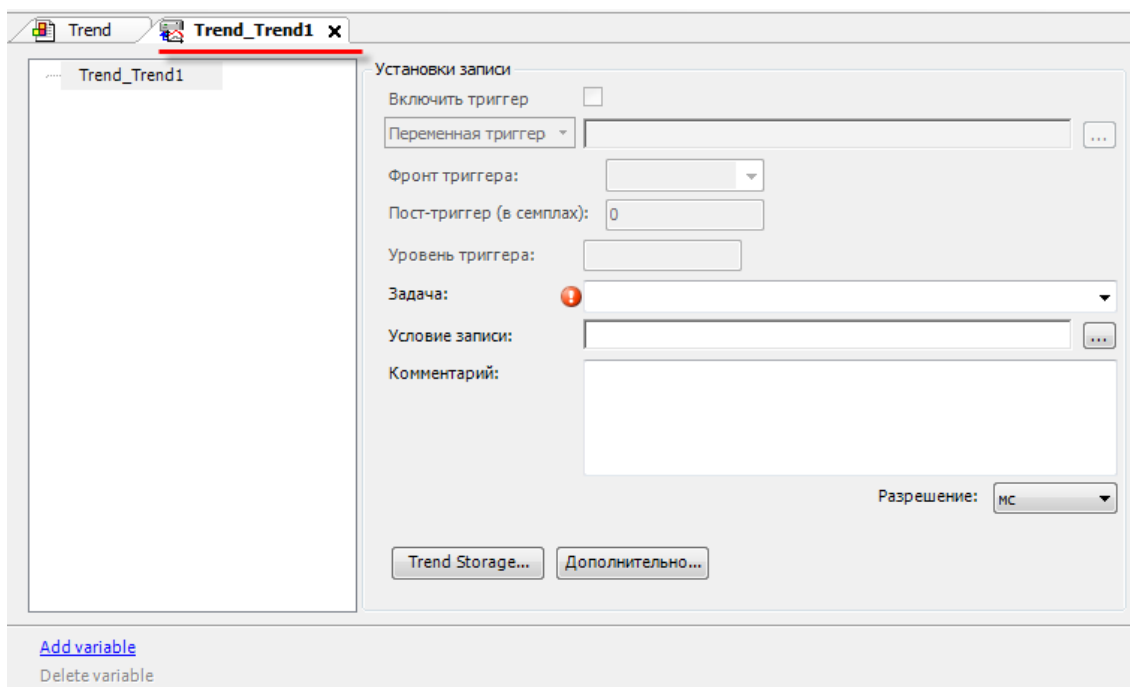 Trend
Trend_Trend1 x
Trend_Trend1
Установки записи
Включить триггер
Переменная триггер
...
Фронт триггера:
Пост-триггер (в семплах): 0
Уровень триггера:
Задача:
Условие записи:
...
Комментарий:
Разрешение: мс
Trend Storage... Дополнительно...
Add variable
Delete variable